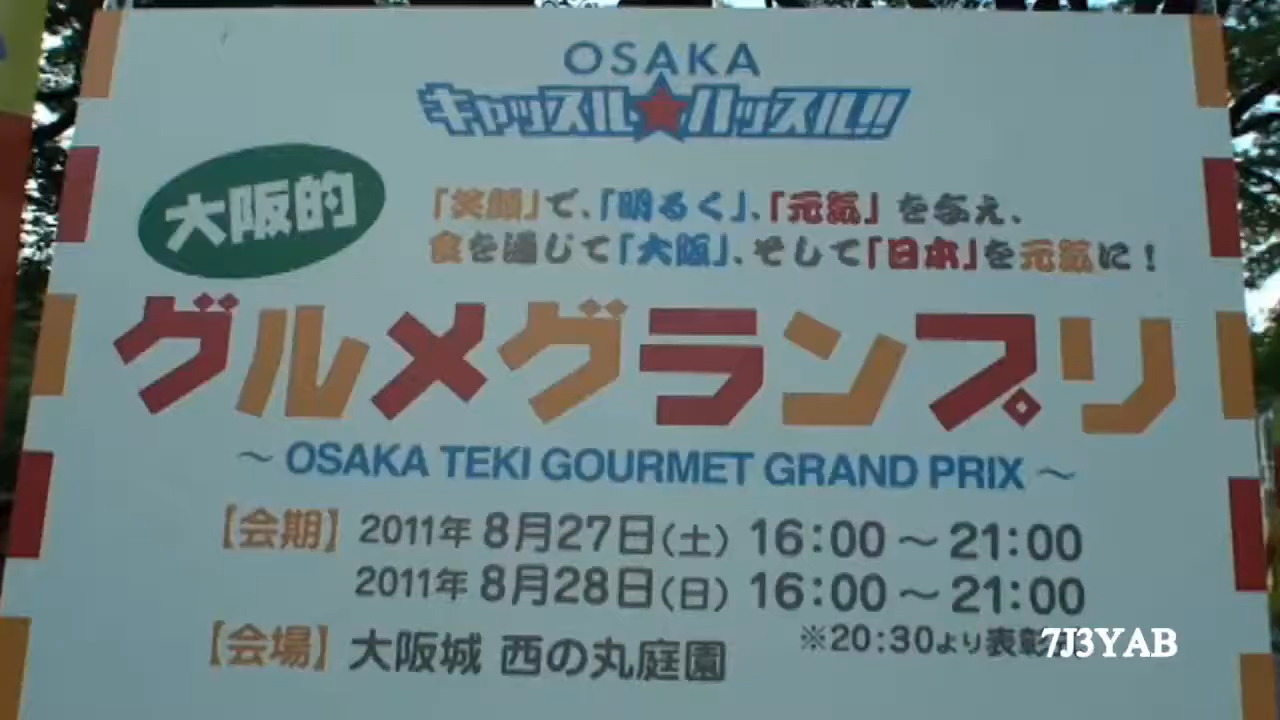 OSAKA
キャッスル★ハッスル!!
大阪的
「笑顔」で、「明るく」、「元気」を与え、
食を通じて「大阪」、そして「日本」を元気に!
グルメグランプリ
～OSAKA TEKI GOURMET GRAND PRIX～
【会期】2011年 8月27日(土) 16:00～21:00
2011年 8月28日(日) 16:00～21:00
※20:30より表彰
【会場】大阪城 西の丸庭園
7J3YAB